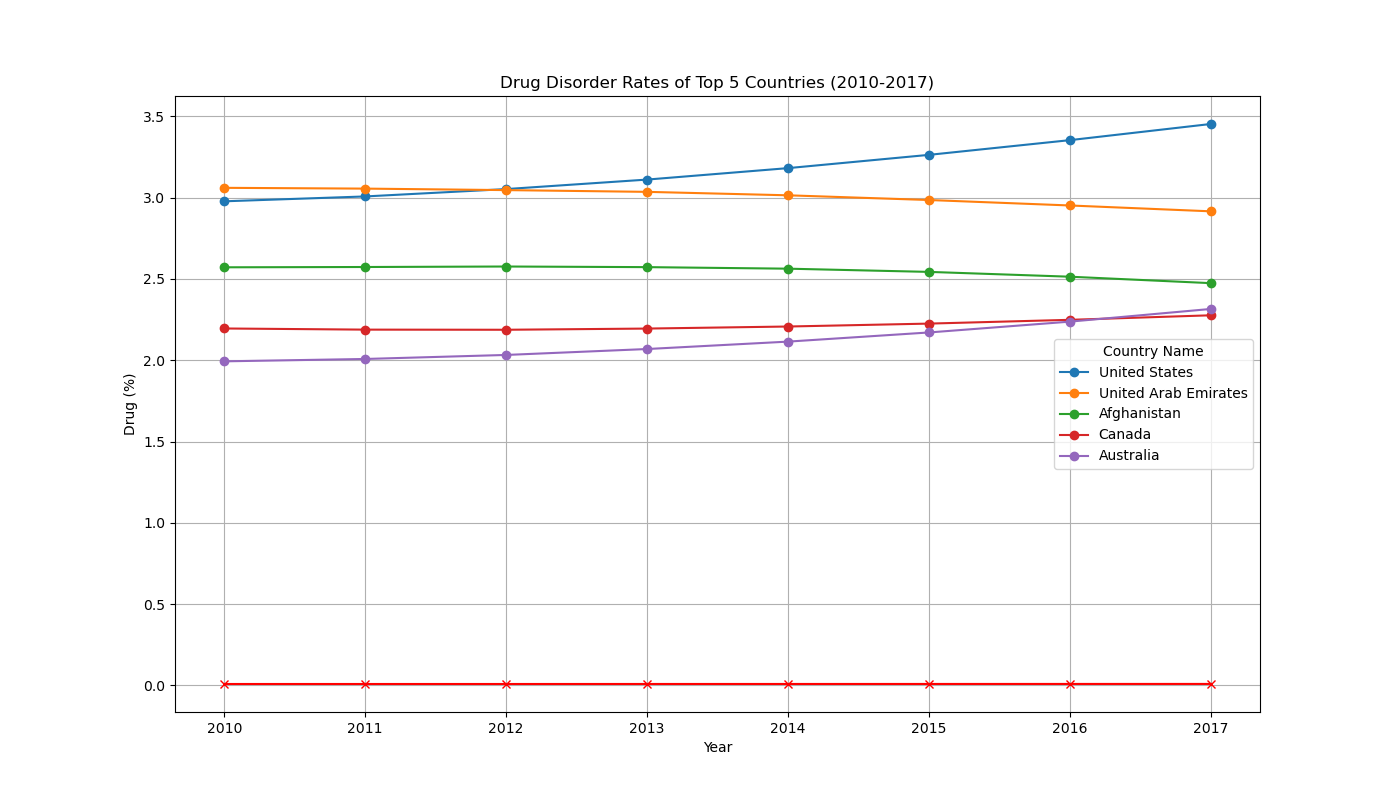 Drug Disorder Rates of Top 5 Countries (2010-2017)
3.5
3.0
2.5
2.0
1.5
1.0
0.5
0.0
Drug (%)
Country Name
United States
United Arab Emirates
Afghanistan
Canada
Australia
2010 2011 2012 2013 2014 2015 2016 2017
Year